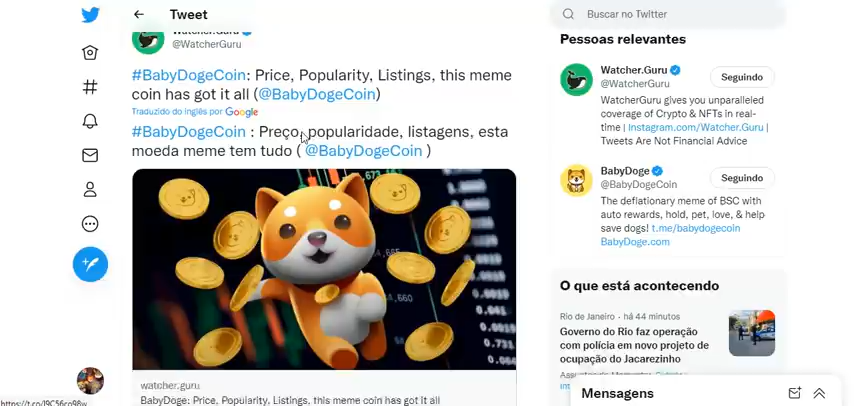 Tweet
@WatcherGuru
#BabyDogeCoin: Price, Popularity, Listings, this meme
coin has got it all (@BabyDogeCoin)
Traduzido do inglês por Google
#BabyDogeCoin : Preço, popularidade, listagens, esta
moeda meme tem tudo ( @BabyDogeCoin )
watcher.guru
BabyDoge: Price, Popularity, Listings, this meme coin has got it all
Buscar no Twitter
Pessoas relevantes
Watcher.Guru
@WatcherGuru
Seguindo
WatcherGuru gives you unparalleled
coverage of Crypto & NFTs in real-
time | Instagram.com/Watcher.Guru |
Tweets Are Not Financial Advice
BabyDoge
@BabyDogeCoin
Seguindo
The deflationary meme of BSC with
auto rewards, hold, pet, love, & help
save dogs! t.me/babydogecoin
BabyDoge.com
O que está acontecendo
Rio de Janeiro · há 44 minutos
Governo do Rio faz operação
com polícia em novo projeto de
ocupação do Jacarezinho
Mensagens